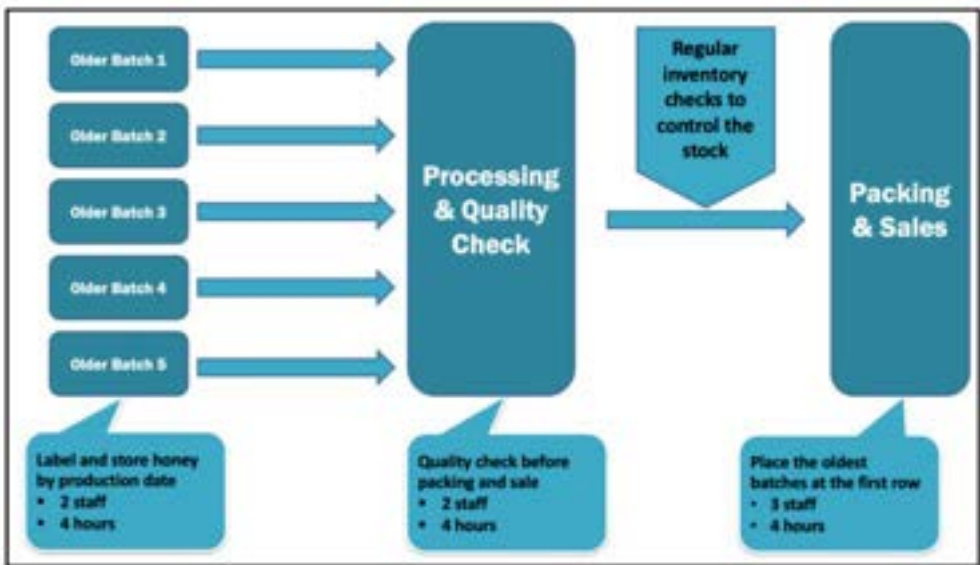 Older Batch 1
Older Batch 2
Older Batch 3
Older Batch 4
Older Batch 5
Processing
& Quality
Check
Regular
inventory
checks to
control the
stock
Packing
& Sales
Label and store honey
by production date
▪ 2 staff
▪ 4 hours
Quality check before
packing and sale
▪ 2 staff
▪ 4 hours
Place the oldest
batches at the first row
• 3 staff
• 4 hours